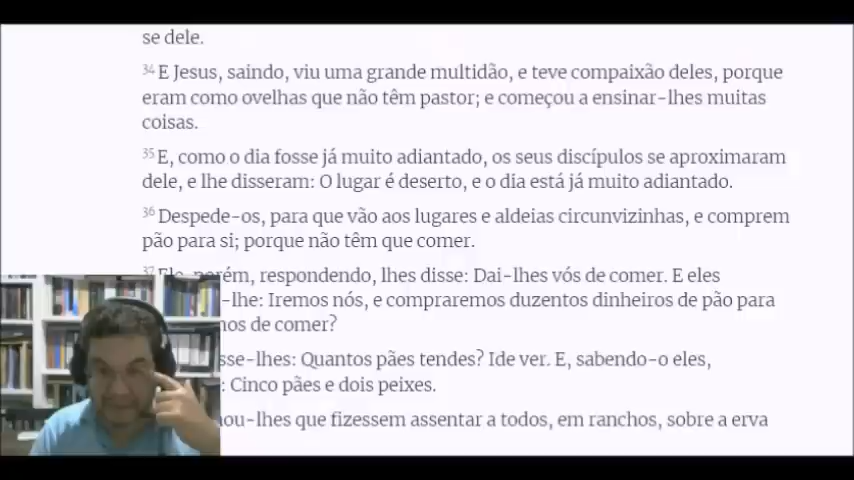 se dele.
34 E Jesus, saindo, viu uma grande multidão, e teve compaixão deles, porque
eram como ovelhas que não têm pastor; e começou a ensinar-lhes muitas
coisas.
35 E, como o dia fosse já muito adiantado, os seus discípulos se aproximaram
dele, e lhe disseram: O lugar é deserto, e o dia está já muito adiantado.
36 Despede-os, para que vão aos lugares e aldeias circunvizinhas, e comprem
pão para si; porque não têm que comer.
37 Ele, porém, respondendo, lhes disse: Dai-lhes vós de comer. E eles
-lhe: Iremos nós, e compraremos duzentos dinheiros de pão para
de comer?
sse-lhes: Quantos pães tendes? Ide ver. E, sabendo-o eles,
: Cinco pães e dois peixes.
ou-lhes que fizessem assentar a todos, em ranchos, sobre a erva